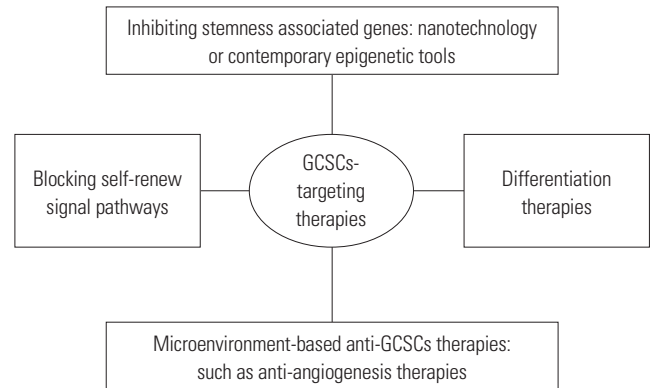 Inhibiting stemness associated genes: nanotechnology
or contemporary epigenetic tools
Blocking self-renew
signal pathways
GCSCs-
targeting
therapies
Differentiation
therapies
Microenvironment-based anti-GCSCs therapies:
such as anti-angiogenesis therapies